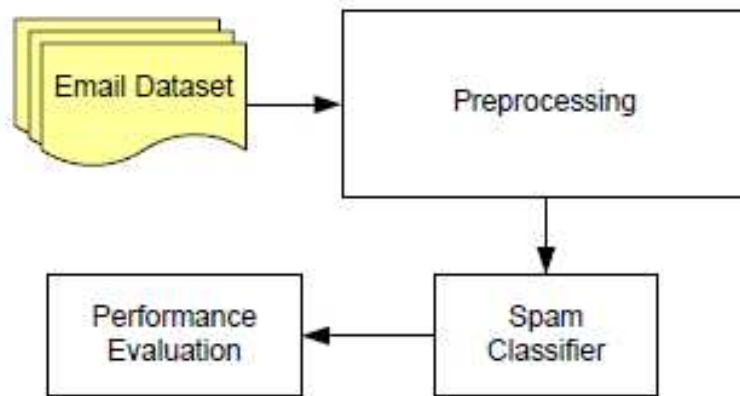 Email Dataset
Preprocessing
Performance
Evaluation
Spam
Classifier